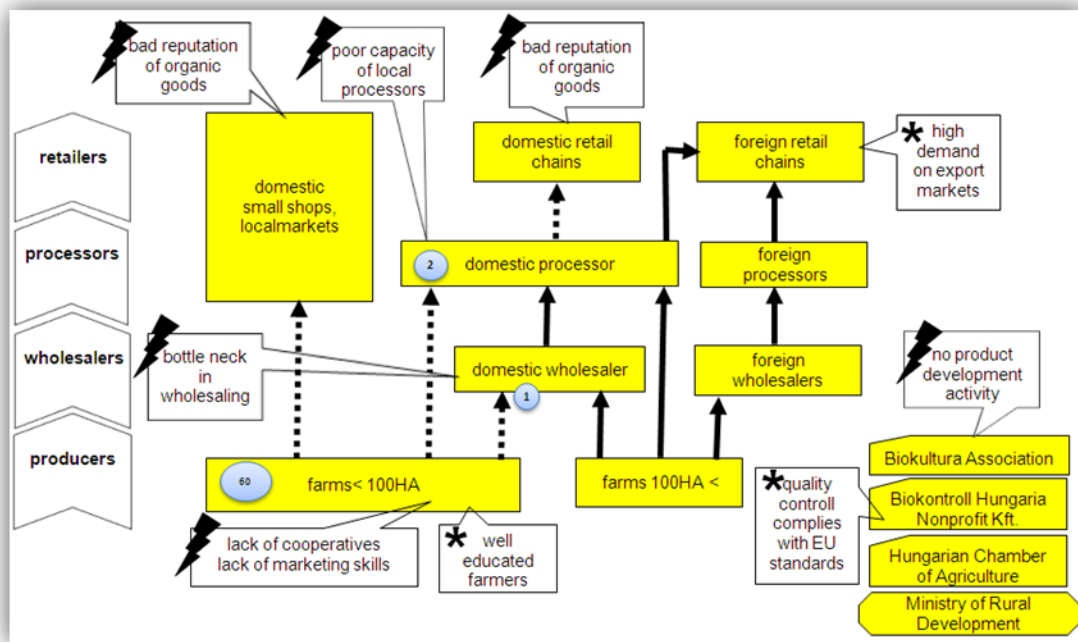 bad reputation
of organic
goods
poor capacity
of local
processors
bad reputation
of organic
goods
retailers
domestic
small shops,
localmarkets
domestic retail
chains
foreign retail
chains
* high
demand
on export
markets
processors
2
domestic processor
foreign
processors
wholesalers
bottle neck
in
wholesaling
domestic wholesaler
1
foreign
wholesalers
no product
development
activity
producers
60
farms< 100HA
farms 100HA <
Biokultura Association
* quality
controll
complies
with EU
standards
Biokontroll Hungaria
Nonprofit Kft.
lack of cooperatives
lack of marketing skills
* well
educated
farmers
Hungarian Chamber
of Agriculture
Ministry of Rural
Development